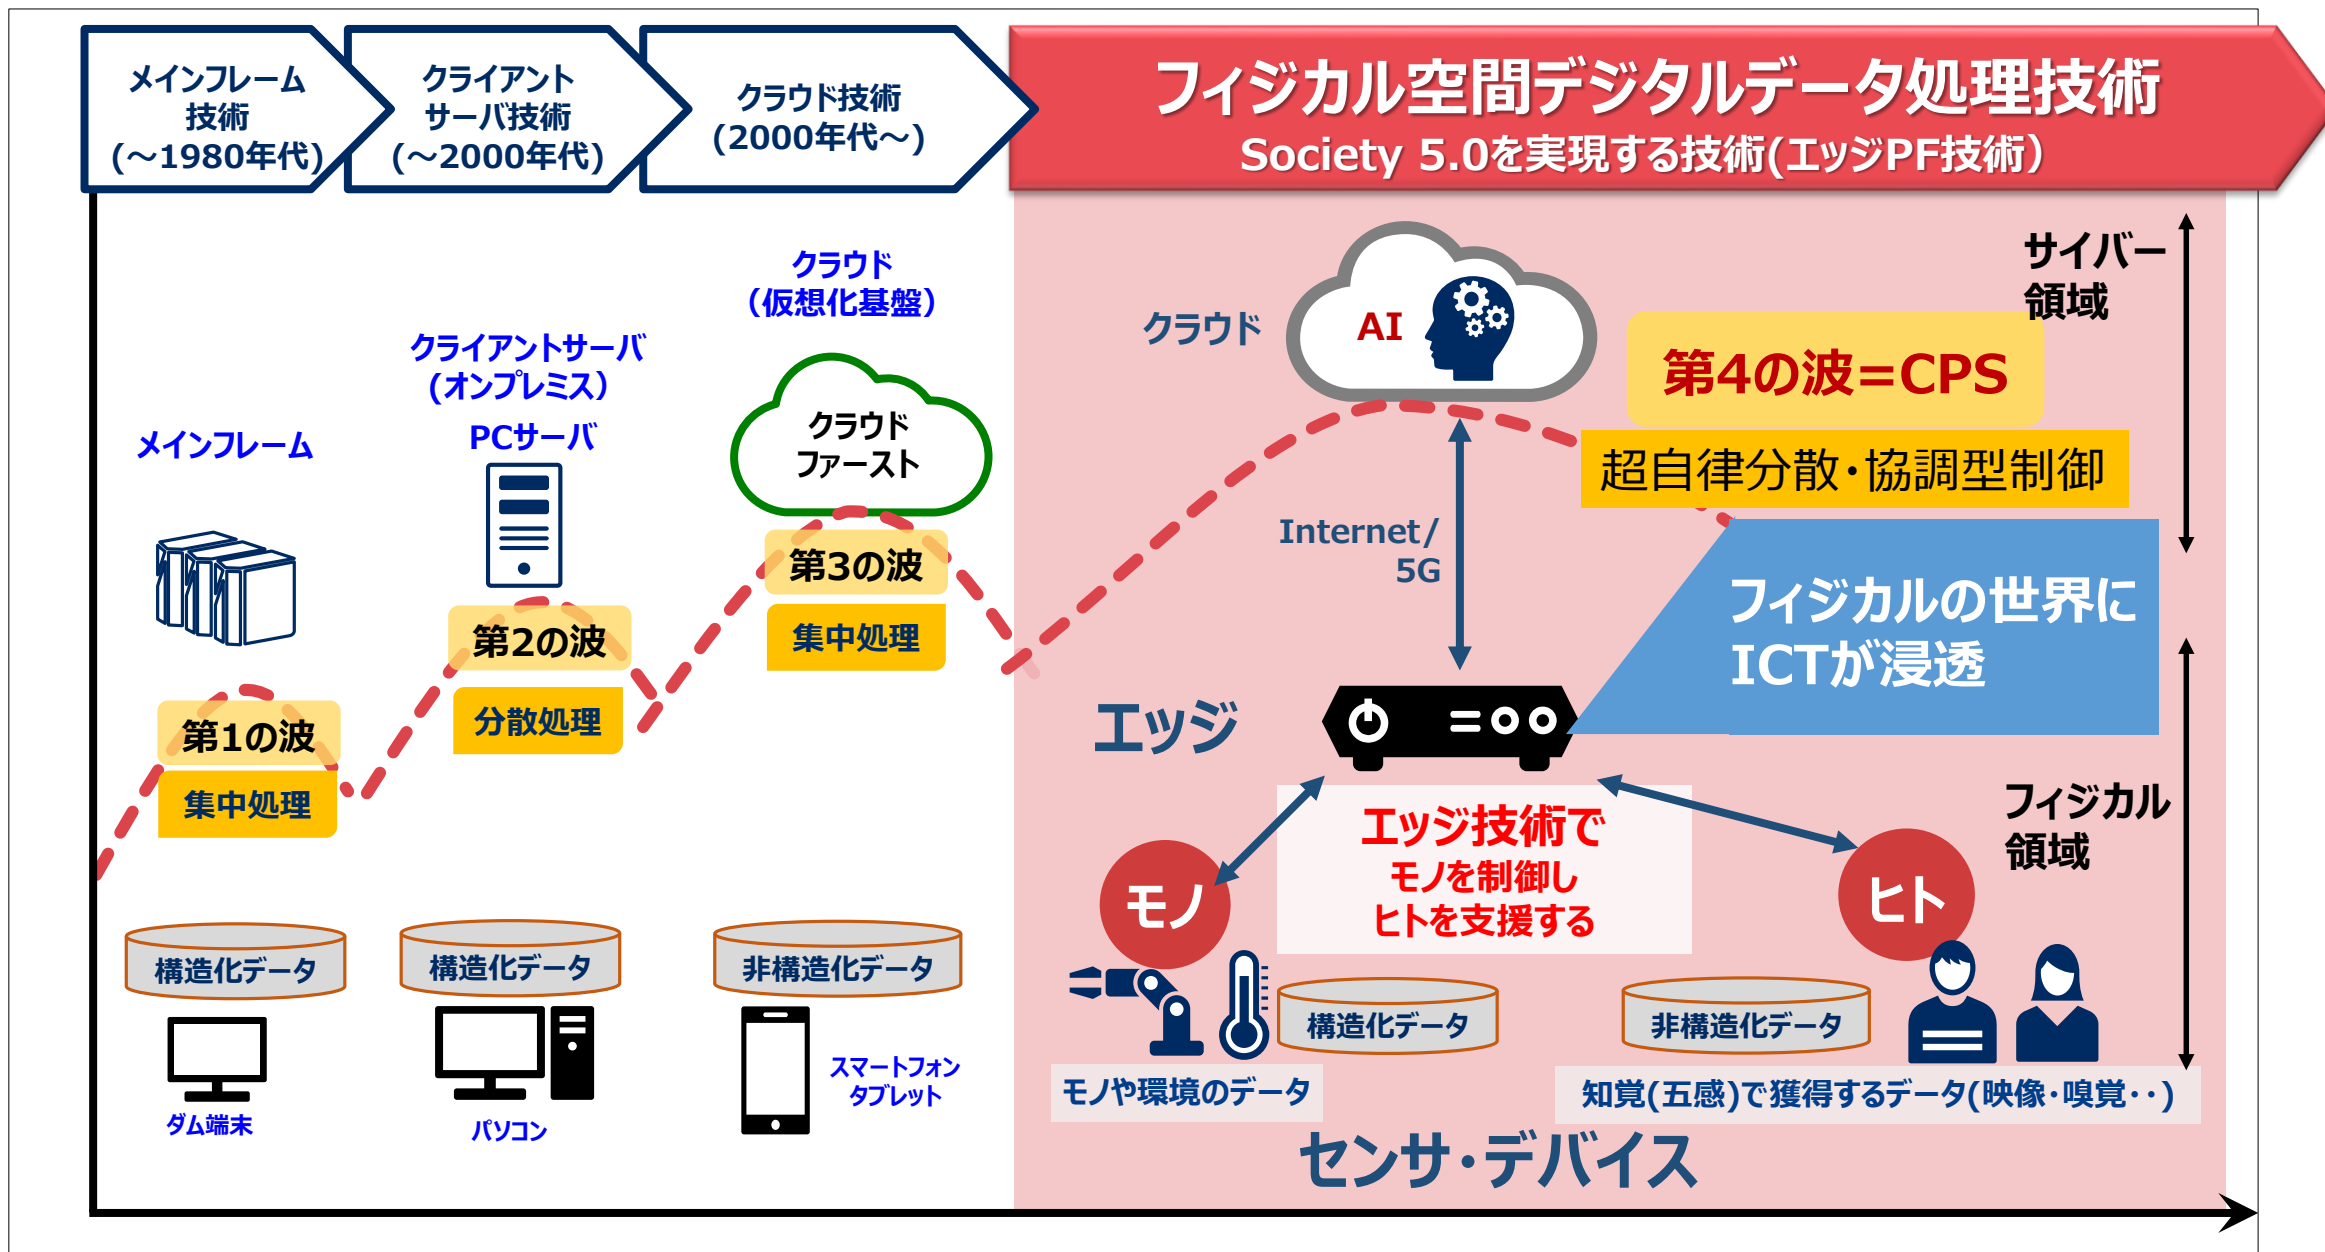 メインフレーム
技術
(～1980年代)
クライアント
サーバ技術
(～2000年代)
クラウド技術
(2000年代～)
フィジカル空間デジタルデータ処理技術
Society 5.0を実現する技術(エッジPF技術）
メインフレーム
第1の波
集中処理
構造化データ
ダム端末
クライアントサーバ
(オンプレミス）
PCサーバ
第2の波
分散処理
構造化データ
パソコン
クラウド
（仮想化基盤）
クラウド
ファースト
第3の波
集中処理
非構造化データ
スマートフォン
タブレット
クラウド
AI
サイバー
領域
第4の波=CPS
超自律分散・協調型制御
Internet/
5G
フィジカルの世界に
ICTが浸透
エッジ
エッジ技術で
モノを制御し
ヒトを支援する
モノ
ヒト
フィジカル
領域
構造化データ
非構造化データ
モノや環境のデータ
知覚(五感)で獲得するデータ(映像・嗅覚・・)
センサ・デバイス